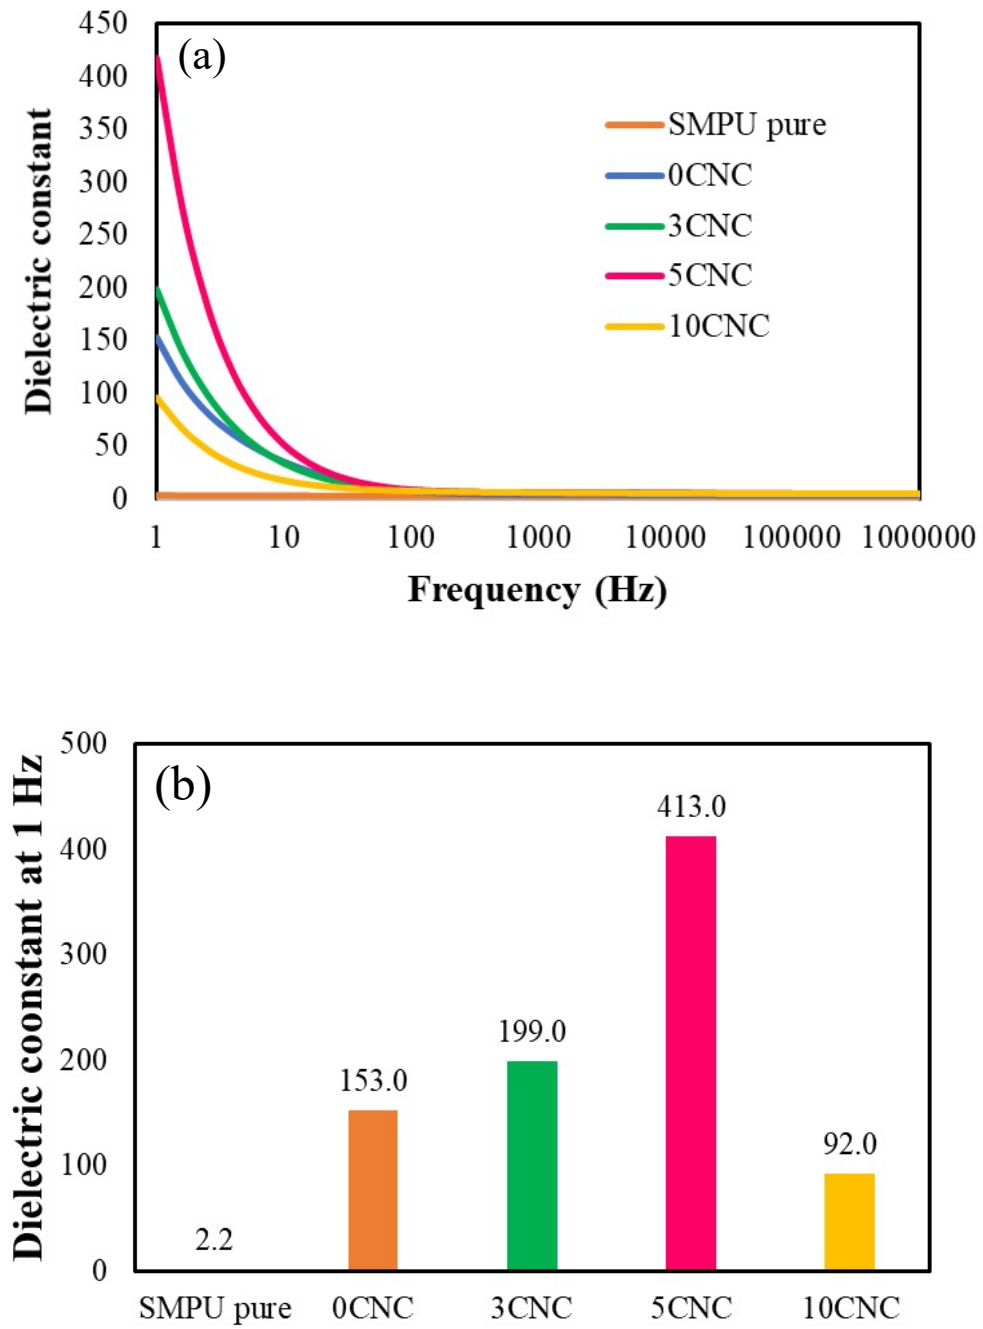 (a)
450
400
350
300
250
200
150
100
50
0
Dielectric constant
SMPU pure
0CNC
3CNC
5CNC
10CNC
1 10 100 1000 10000 100000 1000000
Frequency (Hz)
(b)
500
400
300
200
100
0
Dielectric coonstant at 1 Hz
2.2
153.0
199.0
413.0
92.0
SMPU pure 0CNC 3CNC 5CNC 10CNC